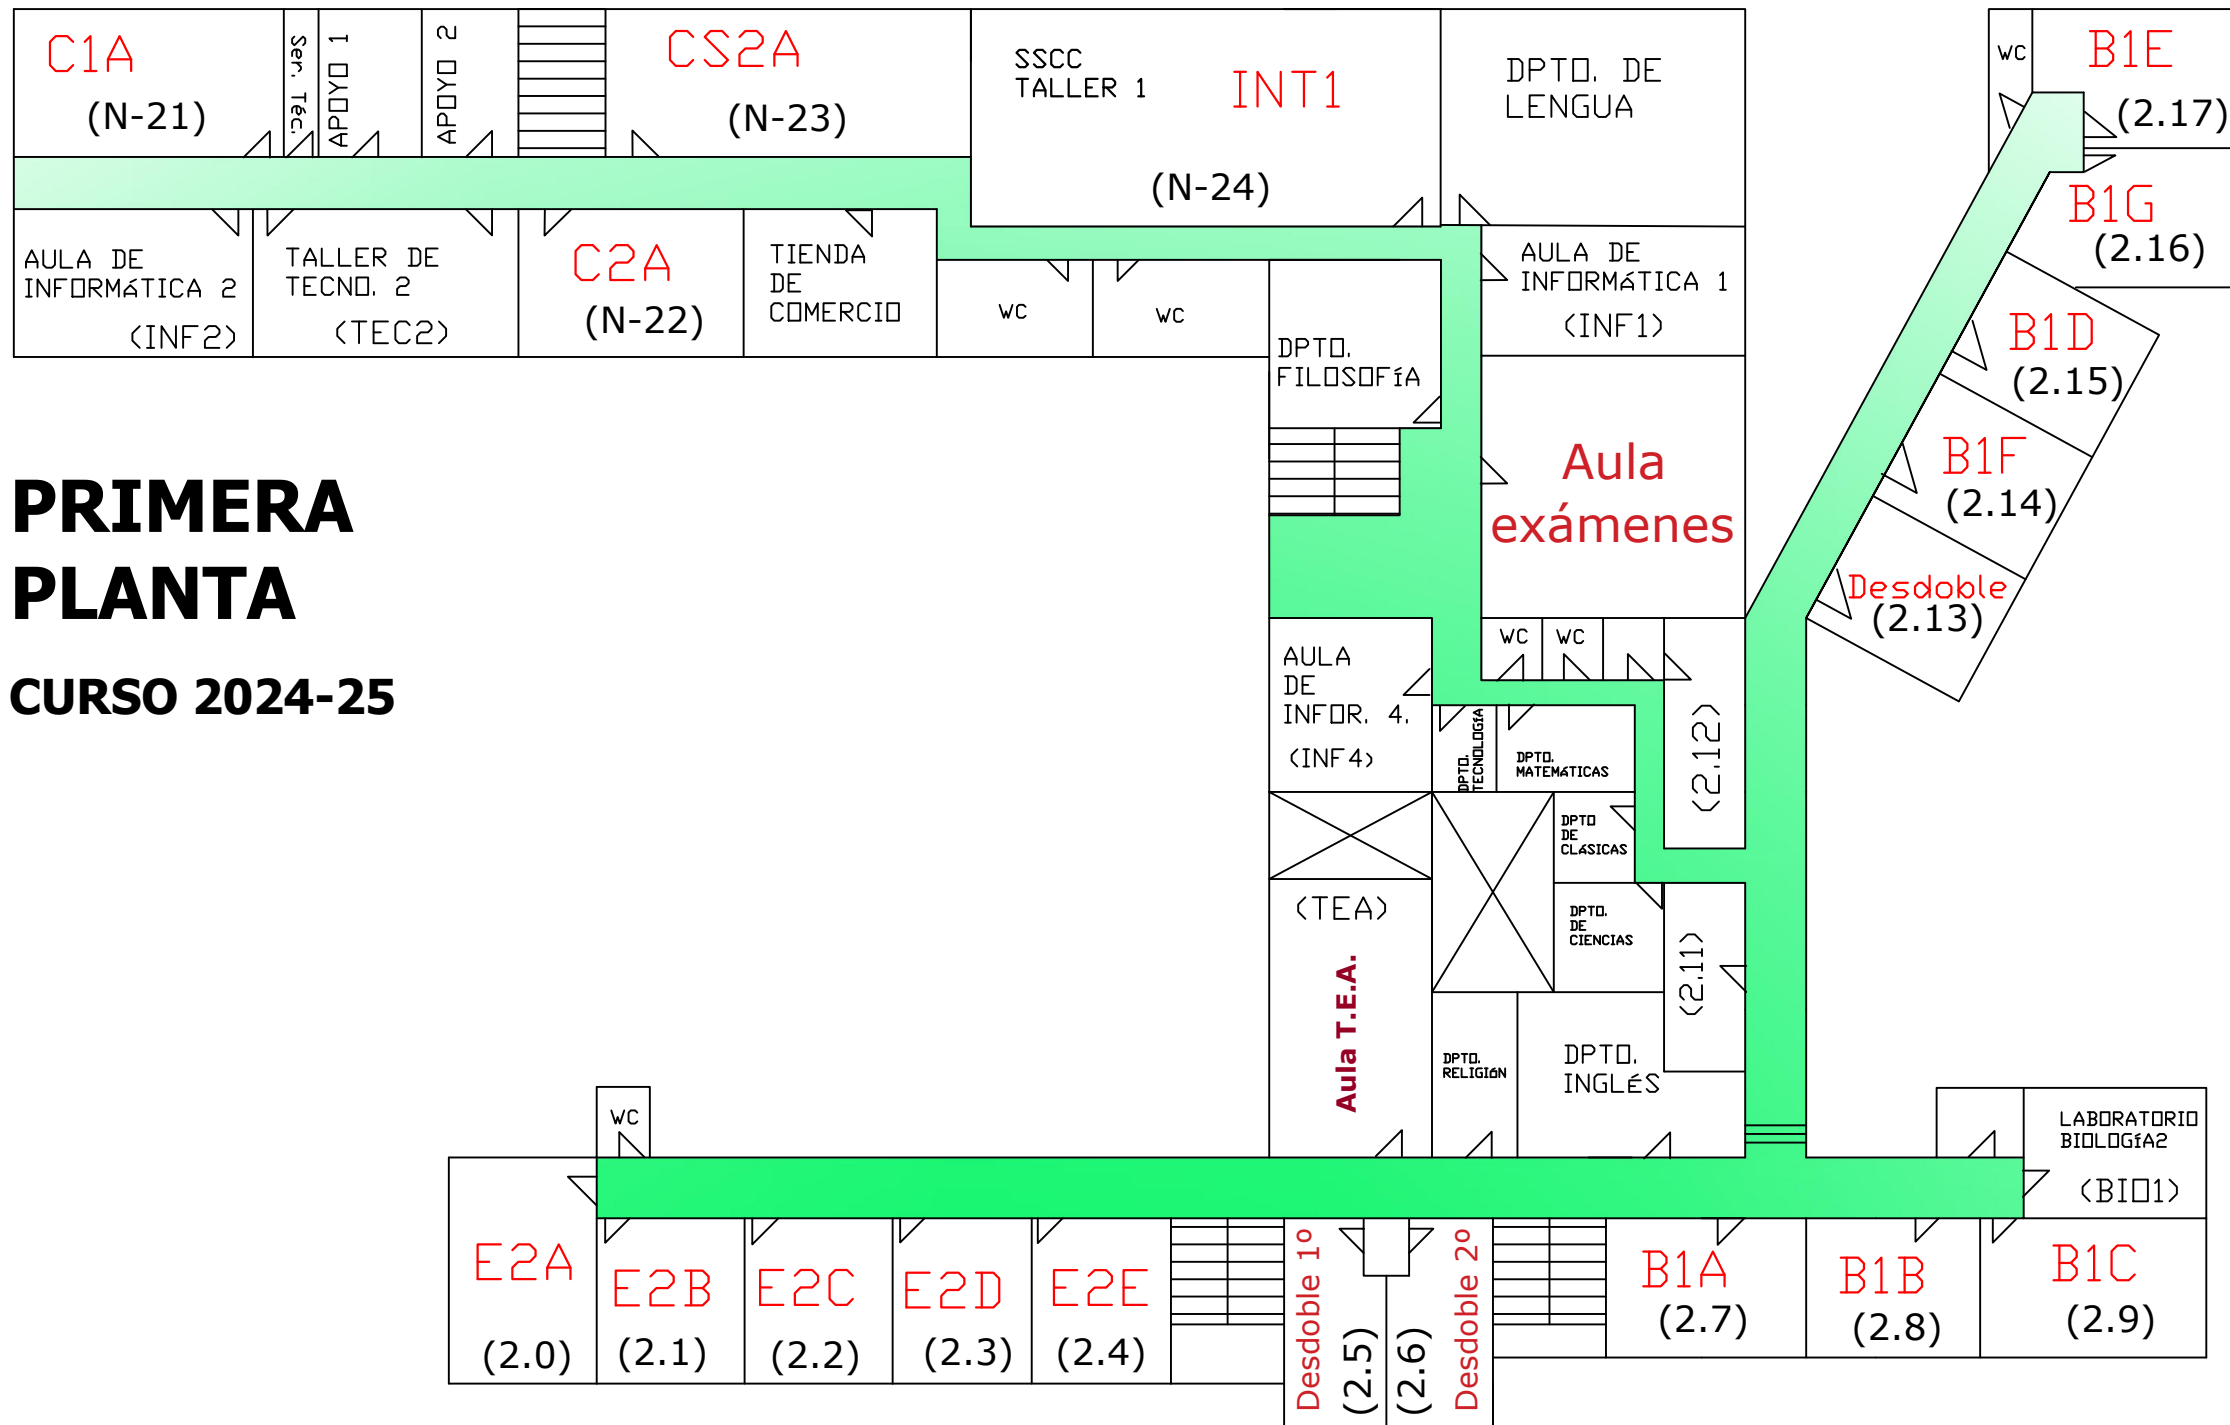 C1A
(N-21)
Ser. Téc.
APOYO 1
APOYO 2
CS2A
(N-23)
SSCC
TALLER 1
INT1
(N-24)
DPTO. DE
LENGUA
WC
B1E
(2.17)
B1G
(2.16)
AULA DE
INFORMÁTICA 2
(INF2)
TALLER DE
TECNO. 2
(TEC2)
C2A
(N-22)
TIENDA
DE
COMERCIO
WC
WC
DPTO.
FILOSOFÍA
AULA DE
INFORMÁTICA 1
(INF1)
B1D
(2.15)
B1F
(2.14)
Desdoble
(2.13)
Aula
exámenes
PRIMERA
PLANTA
CURSO 2024-25
WC
WC
AULA
DE
INFOR. 4.
(INF4)
DPTO.
TECNOLOGÍA
DPTO.
MATEMÁTICAS
(2.12)
DPTO
DE
CLÁSICAS
DPTO.
DE
CIENCIAS
(2.11)
(TEA)
Aula T.E.A.
DPTO.
RELIGIÓN
DPTO.
INGLÉS
WC
LABORATORIO
BIOLOGÍA2
(BIO1)
E2A
(2.0)
E2B
(2.1)
E2C
(2.2)
E2D
(2.3)
E2E
(2.4)
Desdoble 1º
(2.5)
(2.6)
Desdoble 2º
B1A
(2.7)
B1B
(2.8)
B1C
(2.9)